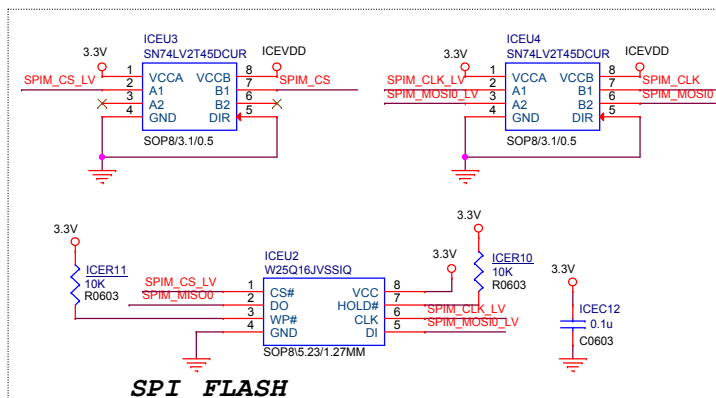 ICEU3
SN74LV2T45DCUR
3.3V
ICEVDD
SPIM_CS_LV
SPIM_CS
1 VCCA VCCB 8
2 A1 B1 7
3 A2 B2 6
4 GND DIR 5
SOP8/3.1/0.5
ICEU4
SN74LV2T45DCUR
3.3V
ICEVDD
SPIM_CLK_LV
SPIM_CLK
SPIM_MOSI0_LV
SPIM_MOSI0
1 VCCA VCCB 8
2 A1 B1 7
3 A2 B2 6
4 GND DIR 5
SOP8/3.1/0.5
3.3V
ICER11
10K
R0603
ICEU2
W25Q16JVSSIQ
SPIM_CS_LV
SPIM_MISO0
1 CS# VCC 8
2 DO HOLD# 7
3 WP# CLK 6
4 GND DI 5
SOP8\5.23/1.27MM
3.3V
3.3V
ICER10
10K
R0603
SPIM_CLK_LV
SPIM_MOSI0_LV
3.3V
ICEC12
0.1u
C0603
SPI FLASH